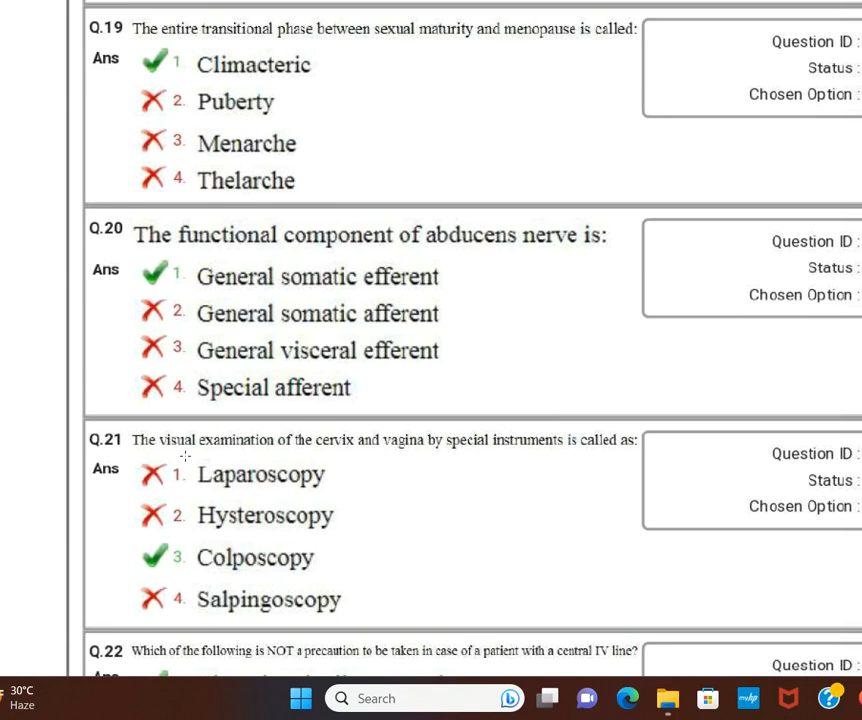 Q.19 The entire transitional phase between sexual maturity and menopause is called:
Question ID :
Status :
Chosen Option :
Ans 1. Climacteric
2. Puberty
3. Menarche
4. Thelarche
Q.20 The functional component of abducens nerve is:
Question ID :
Status :
Chosen Option :
Ans 1. General somatic efferent
2. General somatic afferent
3. General visceral efferent
4. Special afferent
Q.21 The visual examination of the cervix and vagina by special instruments is called as:
Question ID :
Status :
Chosen Option :
Ans 1. Laparoscopy
2. Hysteroscopy
3. Colposcopy
4. Salpingoscopy
Q.22 Which of the following is NOT a precaution to be taken in case of a patient with a central IV line?
Question ID :
Ans
30°C
Haze
Search
myhp